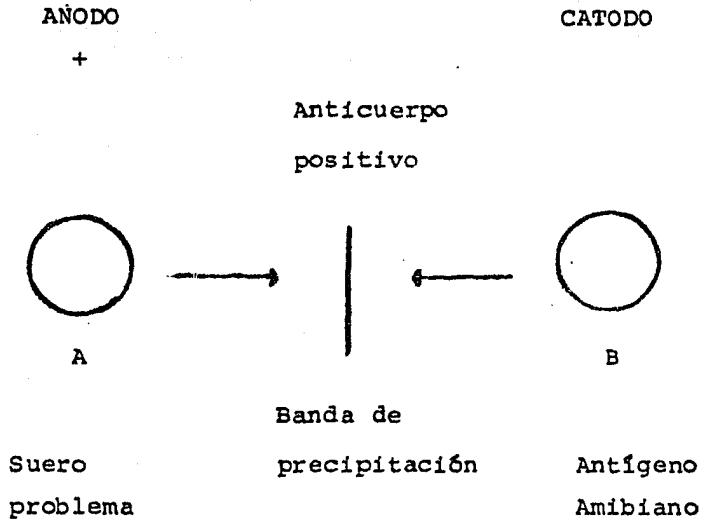 AÑODO CATODO
+
Anticuerpo
positivo
A B
Banda de
Suero precipitación Antígeno
problema Amibiano